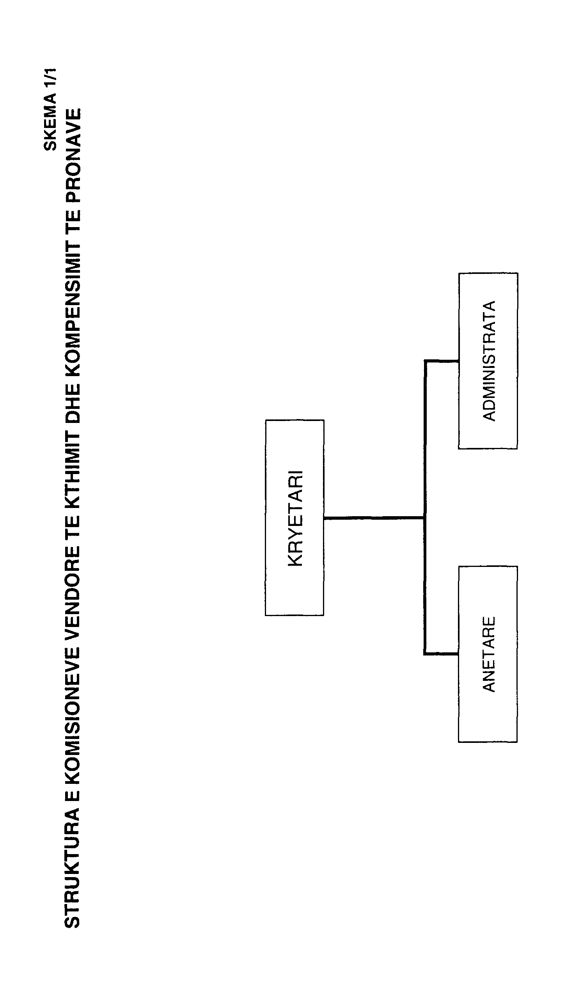 SKEMA 1/1
STRUKTURA E KOMISIONEVE VENDORE TE KTHIMIT DHE KOMPENSIMIT TE PRONAVE
KRYETARI
ANETARE
ADMINISTRATA